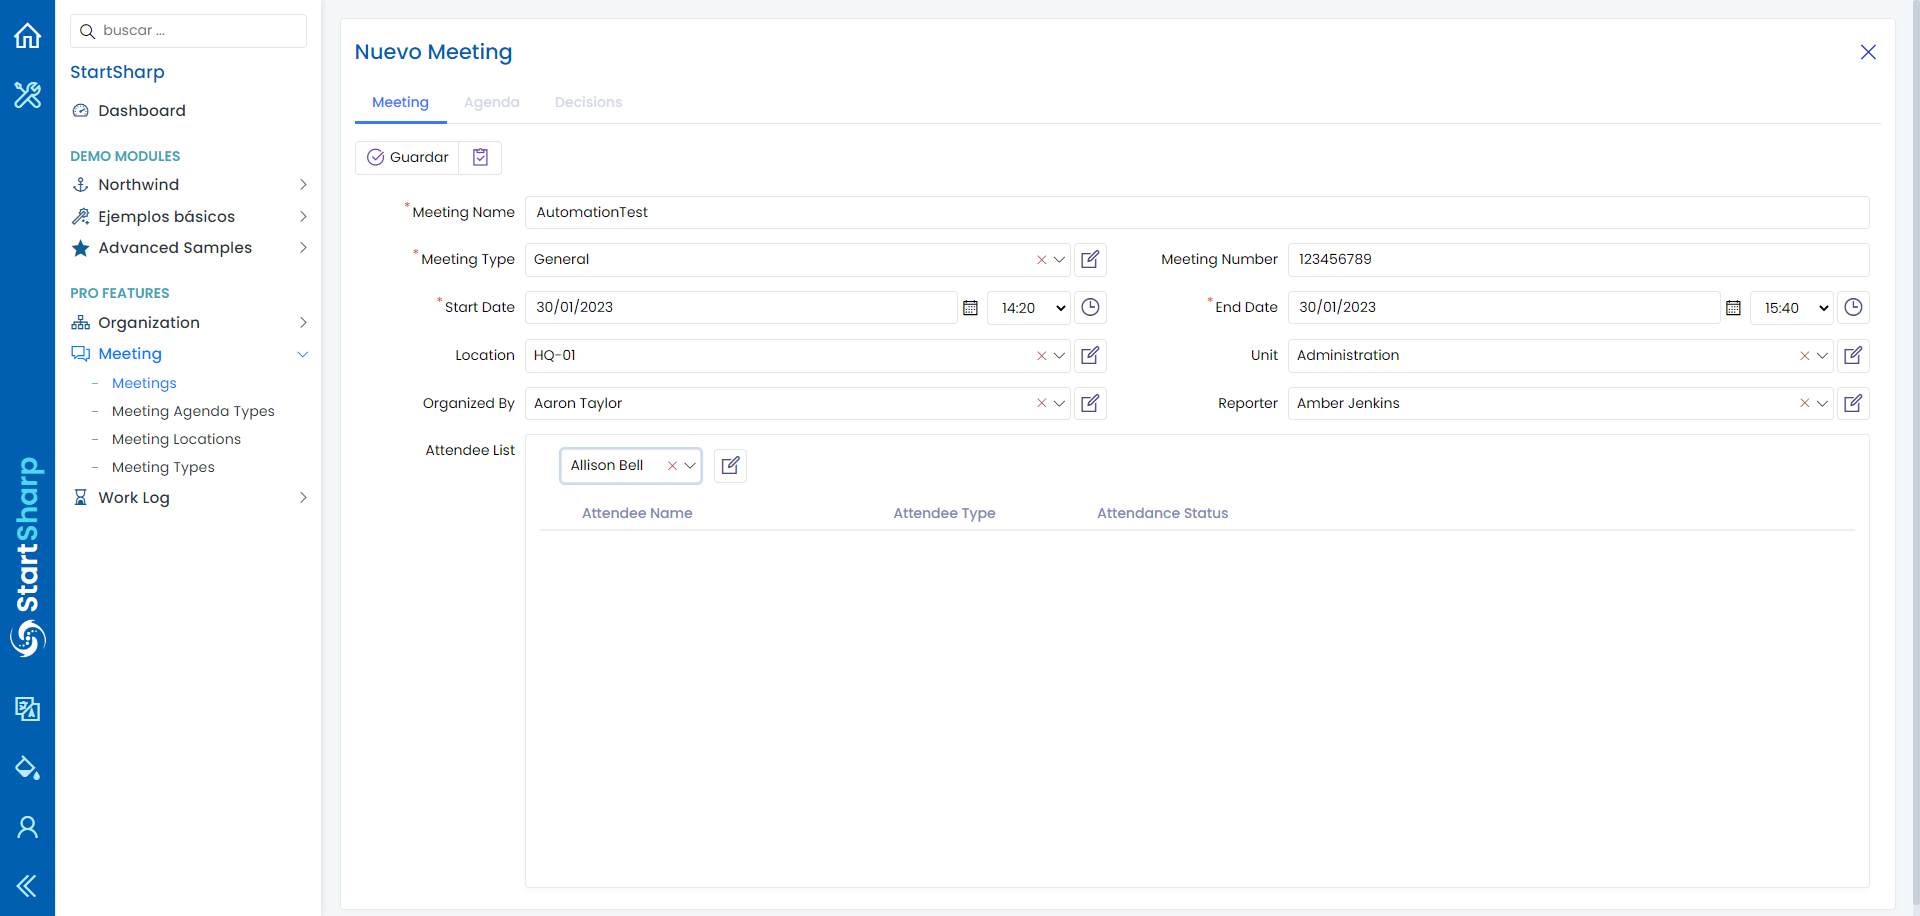 buscar ...
StartSharp
Dashboard
DEMO MODULES
Northwind
Ejemplos básicos
Advanced Samples
PRO FEATURES
Organization
Meeting
Meetings
Meeting Agenda Types
Meeting Locations
Meeting Types
Work Log
StartSharp
Nuevo Meeting
Meeting Agenda Decisions
Guardar
*Meeting Name AutomationTest
*Meeting Type General Meeting Number 123456789
*Start Date 30/01/2023 14:20 *End Date 30/01/2023 15:40
Location HQ-01 Unit Administration
Organized By Aaron Taylor Reporter Amber Jenkins
Attendee List Allison Bell
Attendee Name Attendee Type Attendance Status